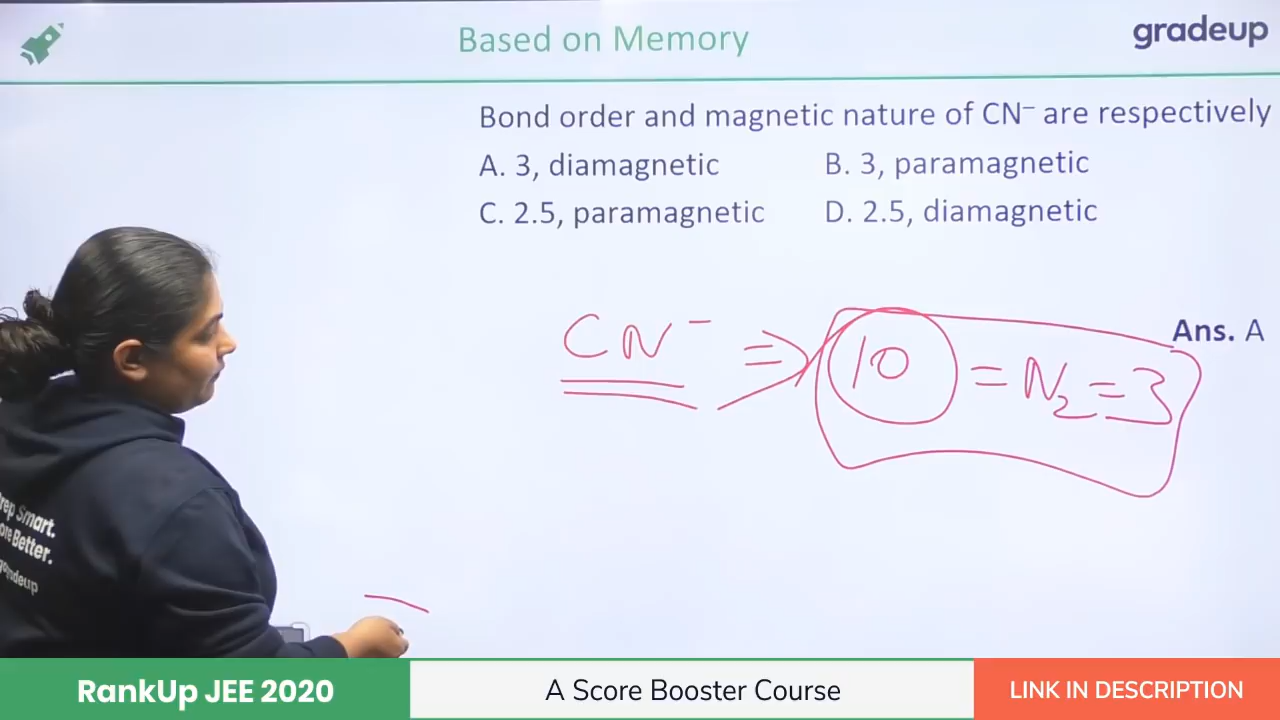 Based on Memory
gradeup
Bond order and magnetic nature of CN⁻ are respectively
A. 3, diamagnetic B. 3, paramagnetic
C. 2.5, paramagnetic D. 2.5, diamagnetic
Ans. A
CN⁻ ⇒ 10 = N₂ = 3
Smart.
Better.
RankUp JEE 2020
A Score Booster Course
LINK IN DESCRIPTION